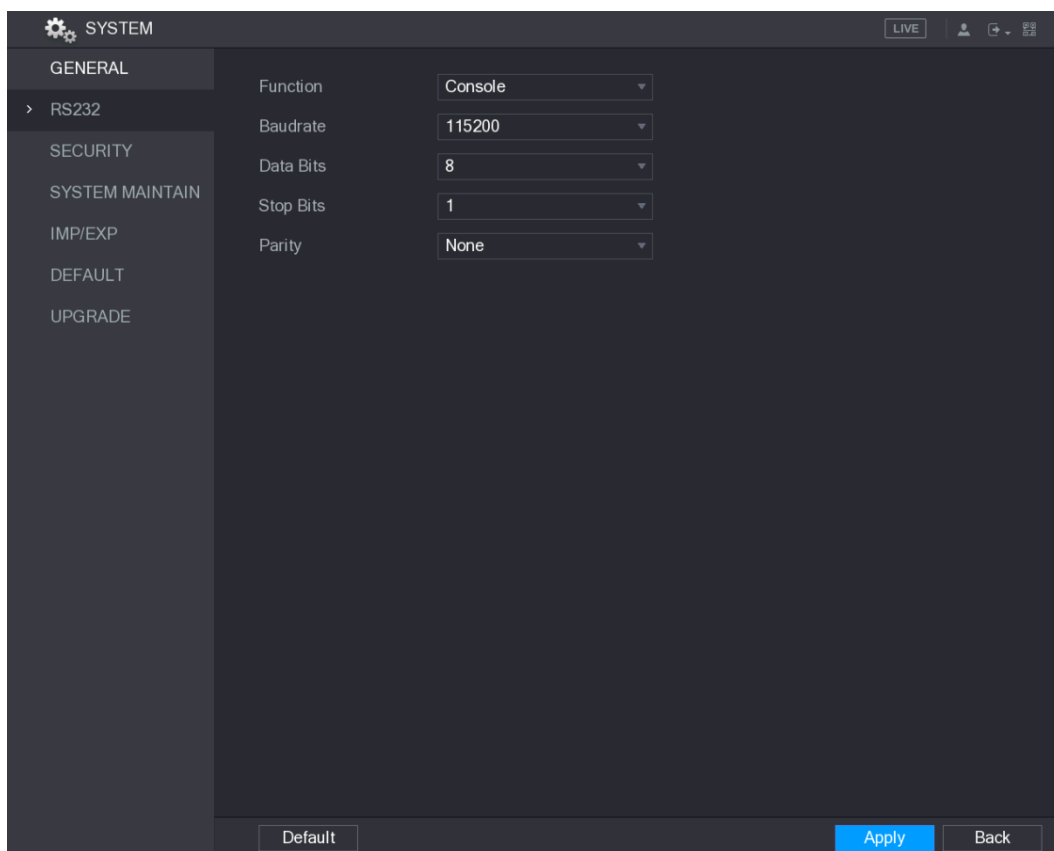 SYSTEM
LIVE
GENERAL
RS232
SECURITY
SYSTEM MAINTAIN
IMP/EXP
DEFAULT
UPGRADE
Function Console
Baudrate 115200
Data Bits 8
Stop Bits 1
Parity None
Default Apply Back